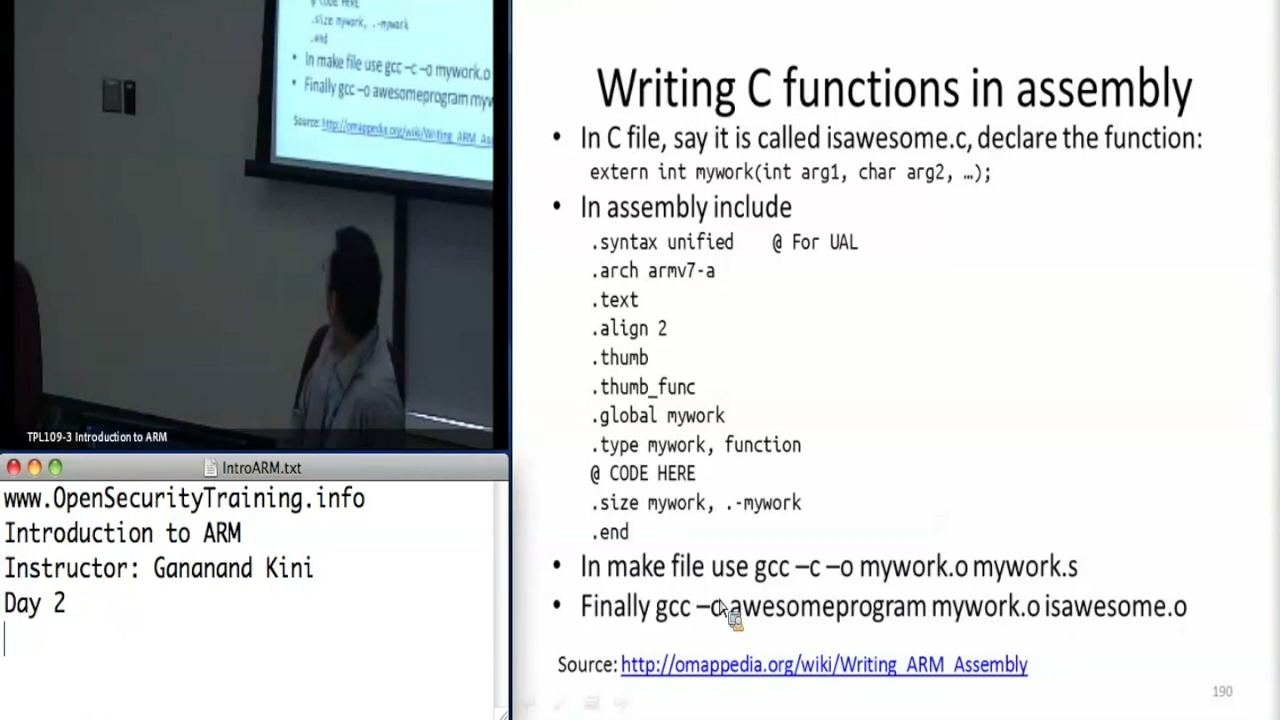 @ CODE HERE
.size mywork, .-mywork
.end
• In make file use gcc –c –o mywork.o
• Finally gcc –o awesomeprogram myw
Source: http://omappedia.org/wiki/Writing_ARM_As
TPL109-3 Introduction to ARM
IntroARM.txt
www.OpenSecurityTraining.info
Introduction to ARM
Instructor: Gananand Kini
Day 2
Writing C functions in assembly
• In C file, say it is called isawesome.c, declare the function:
extern int mywork(int arg1, char arg2, …);
• In assembly include
.syntax unified @ For UAL
.arch armv7-a
.text
.align 2
.thumb
.thumb_func
.global mywork
.type mywork, function
@ CODE HERE
.size mywork, .-mywork
.end
• In make file use gcc –c –o mywork.o mywork.s
• Finally gcc –o awesomeprogram mywork.o isawesome.o
Source: http://omappedia.org/wiki/Writing_ARM_Assembly
190